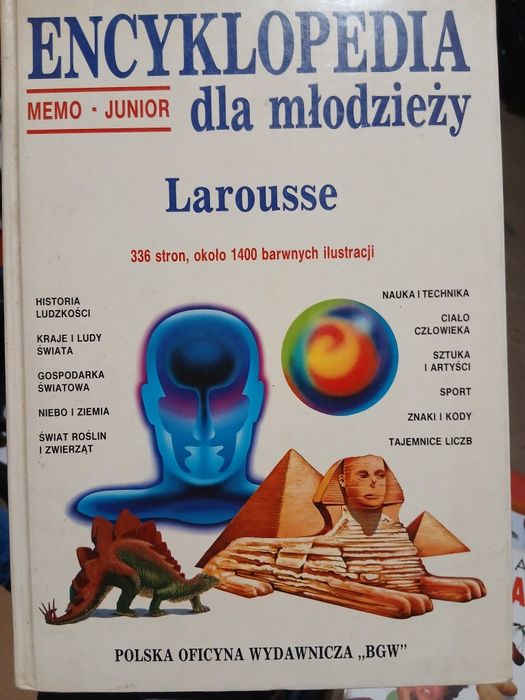 ENCYKLOPEDIA
MEMO · JUNIOR
dla młodzieży
Larousse
336 stron, około 1400 barwnych ilustracji
HISTORIA
LUDZKOŚCI
KRAJE I LUDY
ŚWIATA
GOSPODARKA
ŚWIATOWA
NIEBO I ZIEMIA
ŚWIAT ROŚLIN
I ZWIERZĄT
NAUKA I TECHNIKA
CIAŁO
CZŁOWIEKA
SZTUKA
I ARTYŚCI
SPORT
ZNAKI I KODY
TAJEMNICE LICZB
POLSKA OFICYNA WYDAWNICZA „BGW"